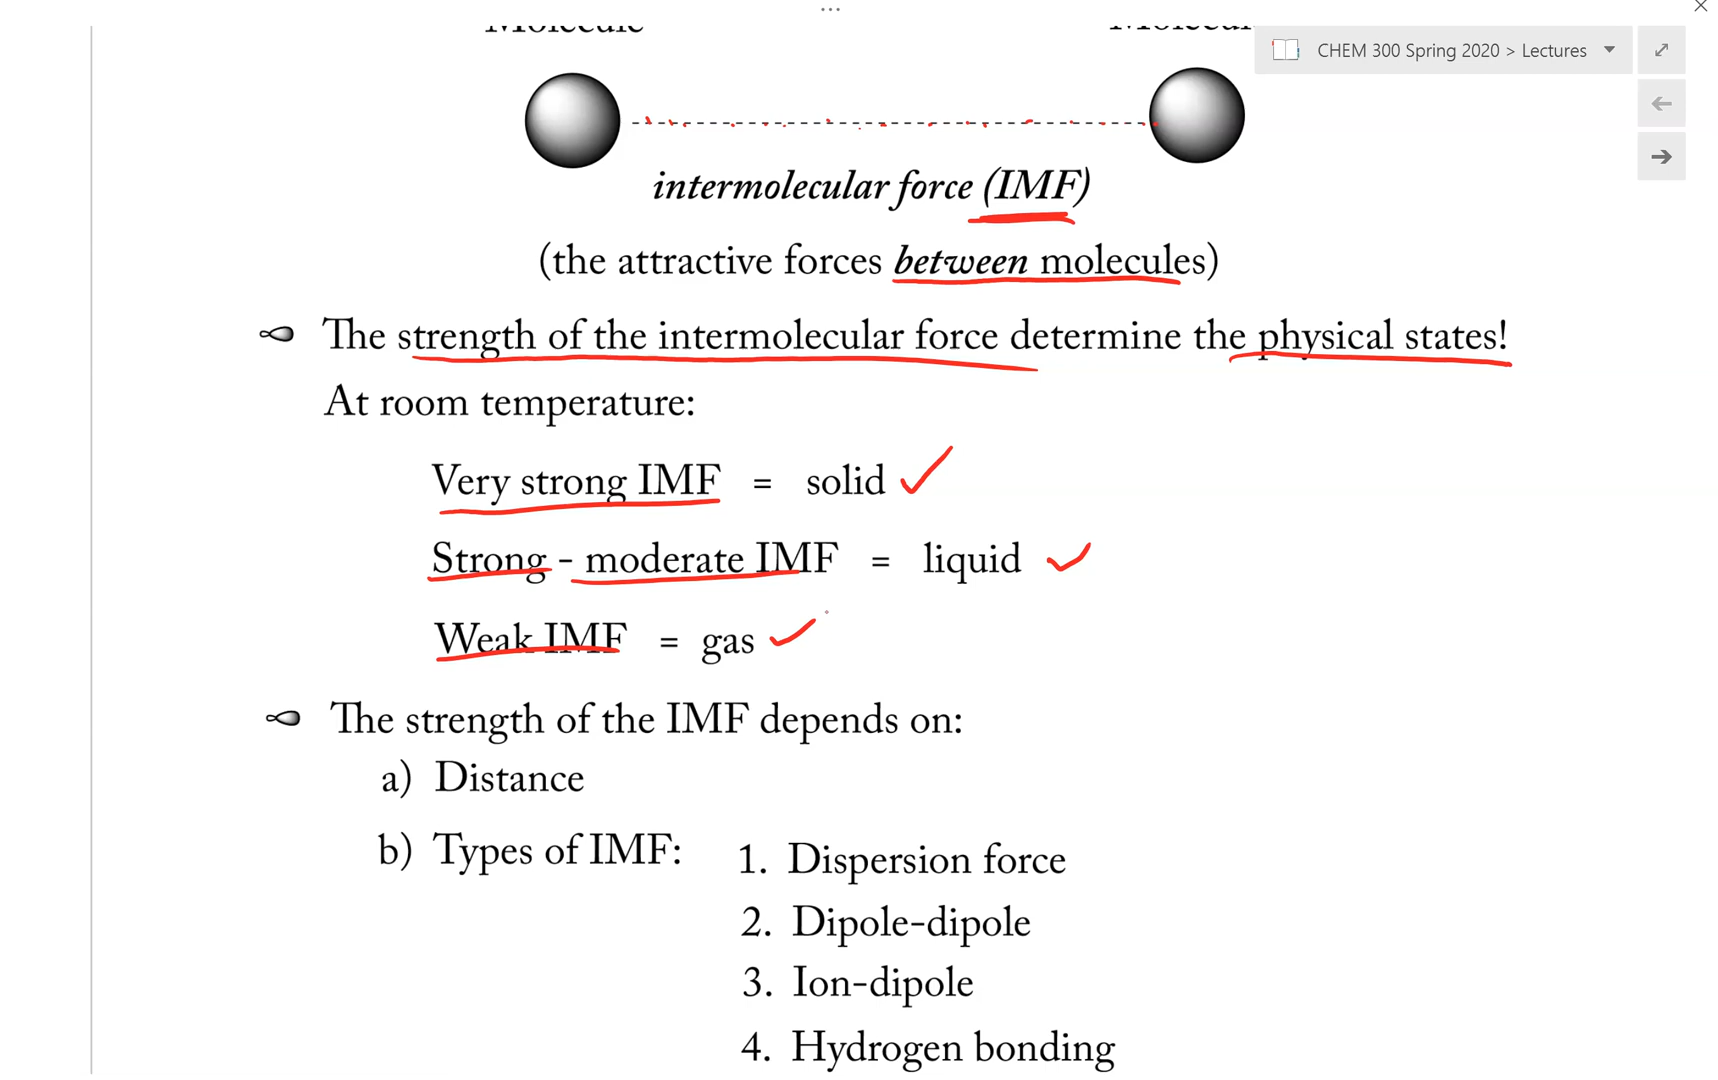 CHEM 300 Spring 2020 > Lectures
intermolecular force (IMF)
(the attractive forces between molecules)
The strength of the intermolecular force determine the physical states!
At room temperature:
Very strong IMF = solid
Strong - moderate IMF = liquid
Weak IMF = gas
The strength of the IMF depends on:
a) Distance
b) Types of IMF:
1. Dispersion force
2. Dipole-dipole
3. Ion-dipole
4. Hydrogen bonding